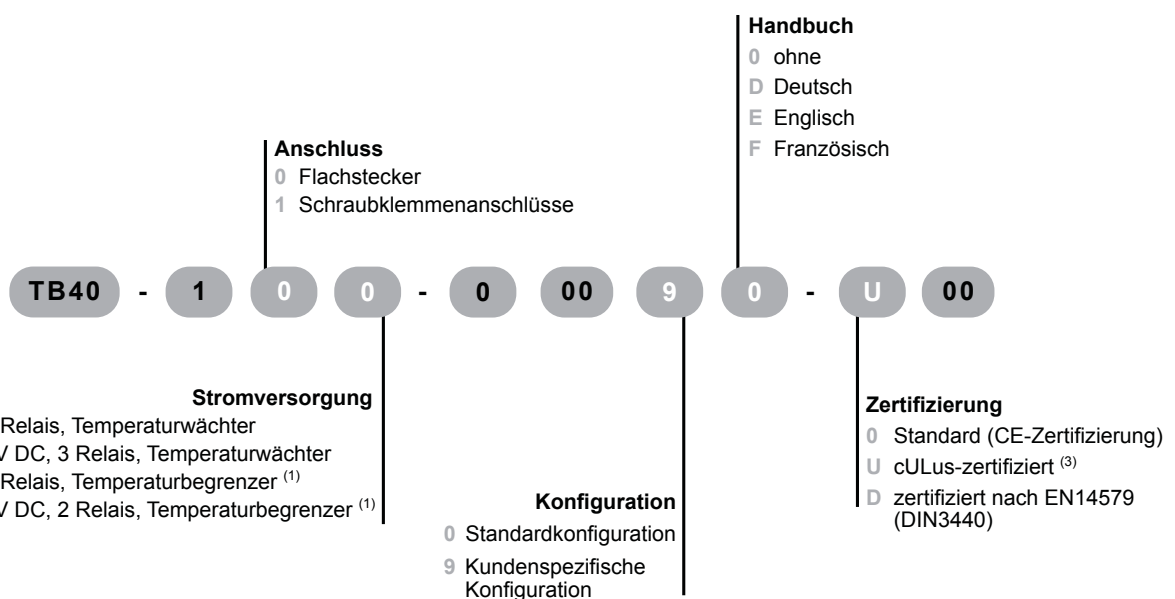 Handbuch
0 ohne
D Deutsch
E Englisch
F Französisch
Anschluss
0 Flachstecker
1 Schraubklemmenanschlüsse
TB40 - 1 0 0 - 0 00 9 0 - U 00
Stromversorgung
Relais, Temperaturwächter
V DC, 3 Relais, Temperaturwächter
Relais, Temperaturbegrenzer (1)
V DC, 2 Relais, Temperaturbegrenzer (1)
Konfiguration
0 Standardkonfiguration
9 Kundenspezifische
Konfiguration
Zertifizierung
0 Standard (CE-Zertifizierung)
U cULus-zertifiziert (3)
D zertifiziert nach EN14579
(DIN3440)